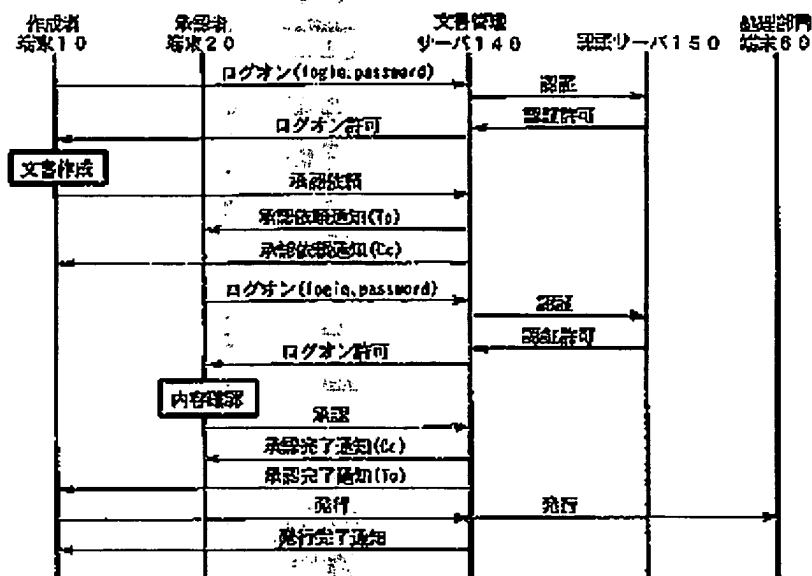 作成者
端末10
承認者
端末20
文書管理
サーバ140
認証サーバ150
処理部門
端末60
ログオン(login,password)
認証
認証許可
ログオン許可
文書作成
承認依頼
承認依頼通知(To)
承認依頼通知(Cc)
ログオン(login,password)
認証
認証許可
ログオン許可
内容確認
承認
承認完了通知(Cc)
承認完了通知(To)
発行
発行
発行完了通知